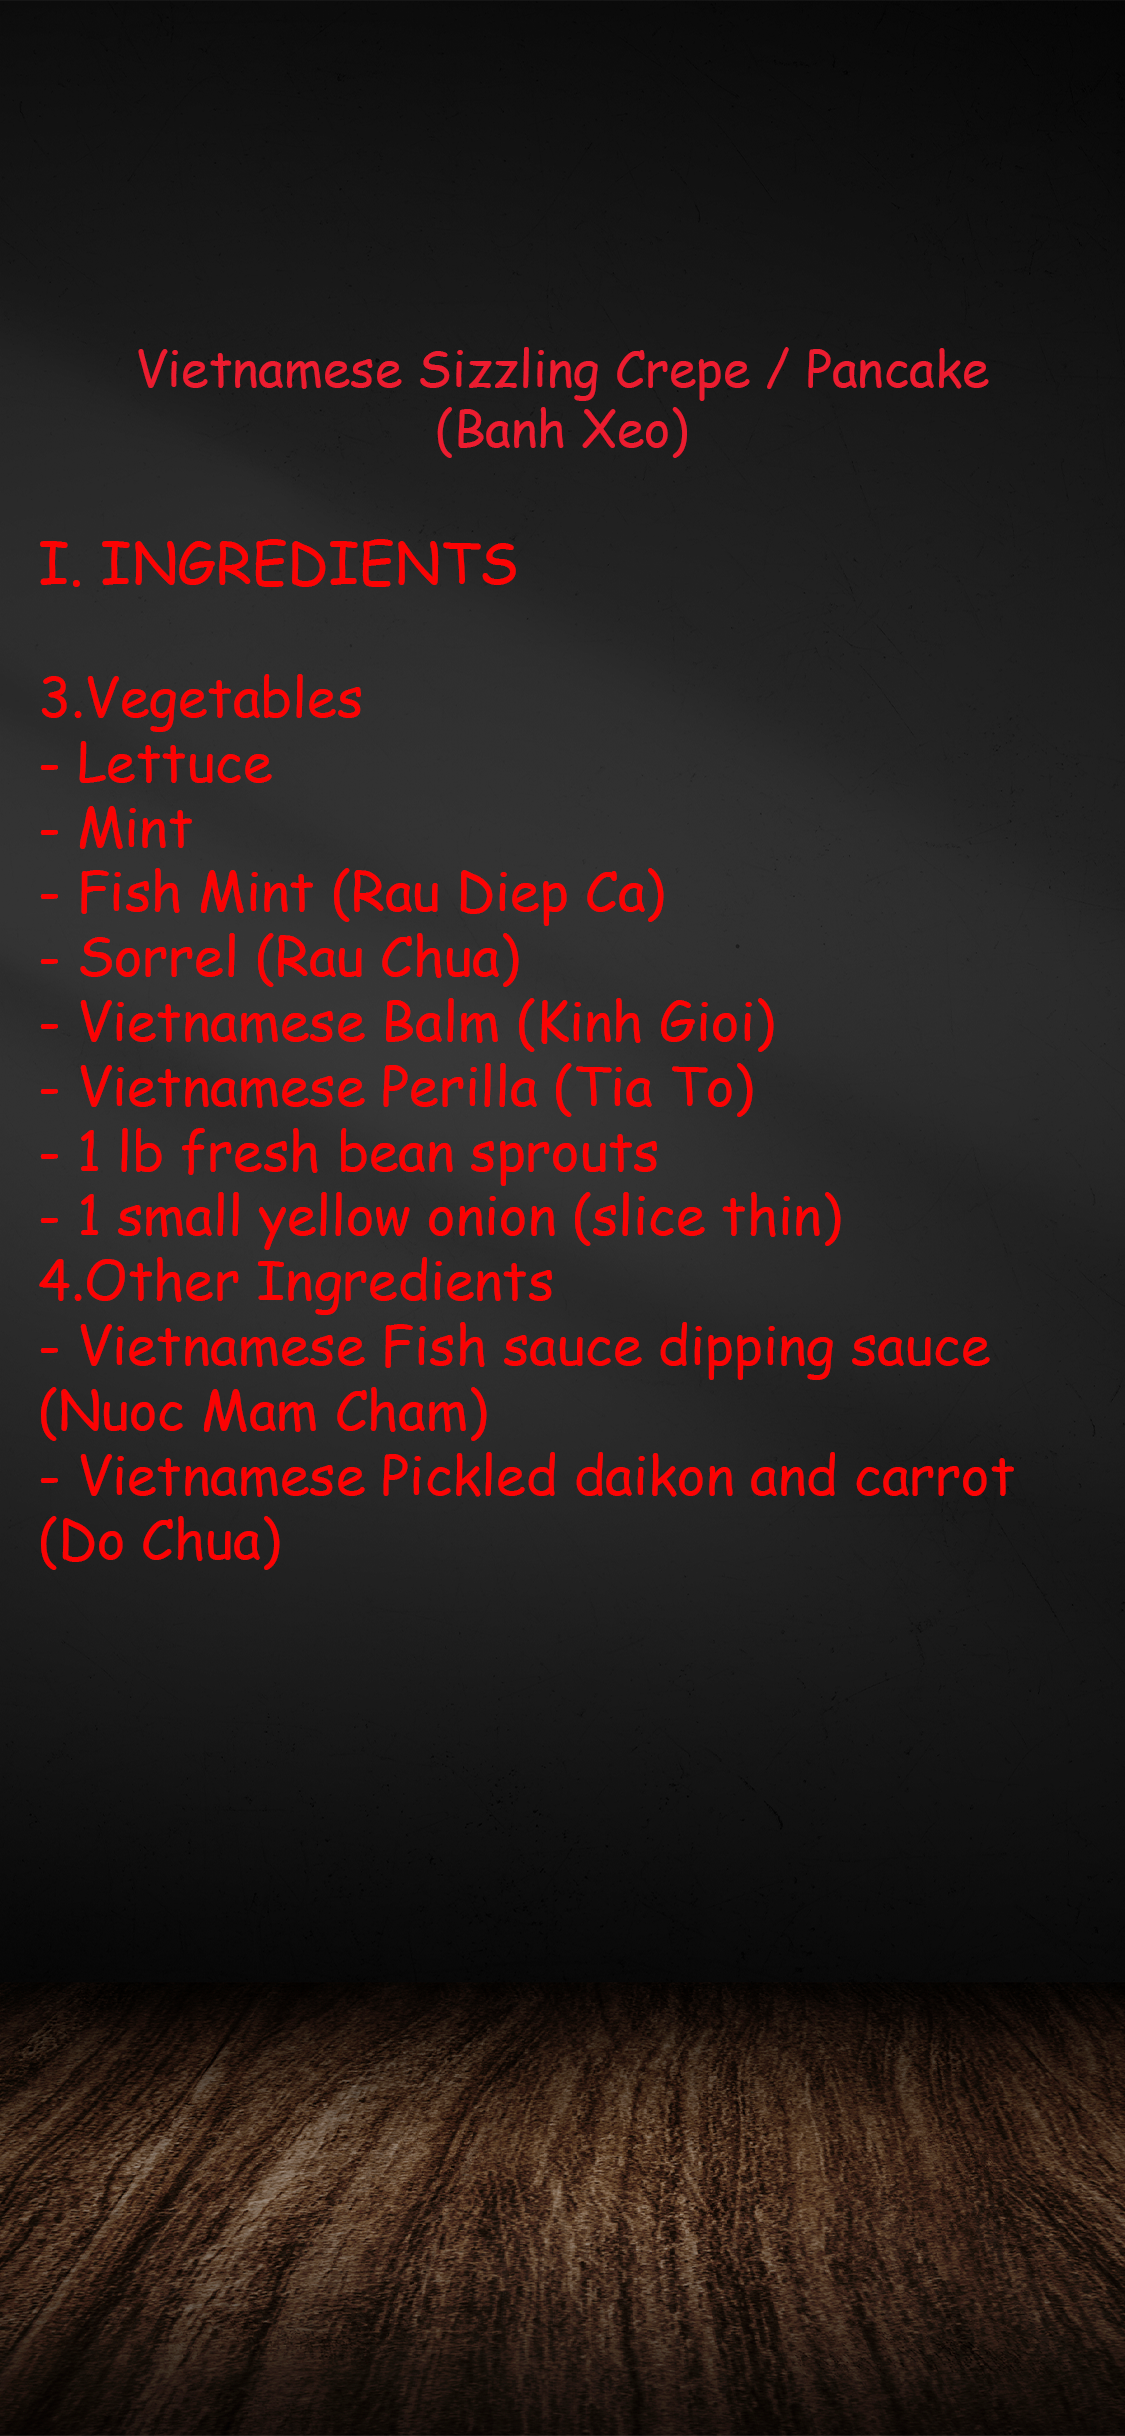 Vietnamese Sizzling Crepe / Pancake
(Banh Xeo)
I. INGREDIENTS
3.Vegetables
- Lettuce
- Mint
- Fish Mint (Rau Diep Ca)
- Sorrel (Rau Chua)
- Vietnamese Balm (Kinh Gioi)
- Vietnamese Perilla (Tia To)
- 1 lb fresh bean sprouts
- 1 small yellow onion (slice thin)
4.Other Ingredients
- Vietnamese Fish sauce dipping sauce
(Nuoc Mam Cham)
- Vietnamese Pickled daikon and carrot
(Do Chua)